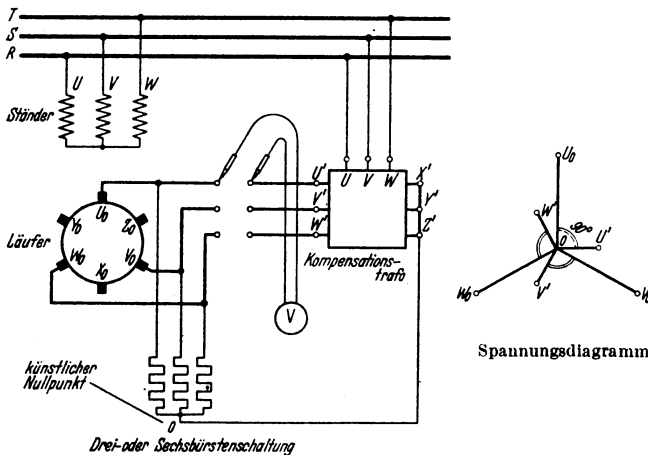 T
S
R
U V W
Ständer
U₀
Z₀
V₀
X₀
W₀
Y₀
Läufer
U'
V'
W'
U V W
X'
Y'
Z'
Kompensations-
trafo
V
künstlicher
Nullpunkt
0
Drei-oder Sechsbürstenschaltung
U₀
W'
0
U'
W₀
V'
Spannungsdiagramm